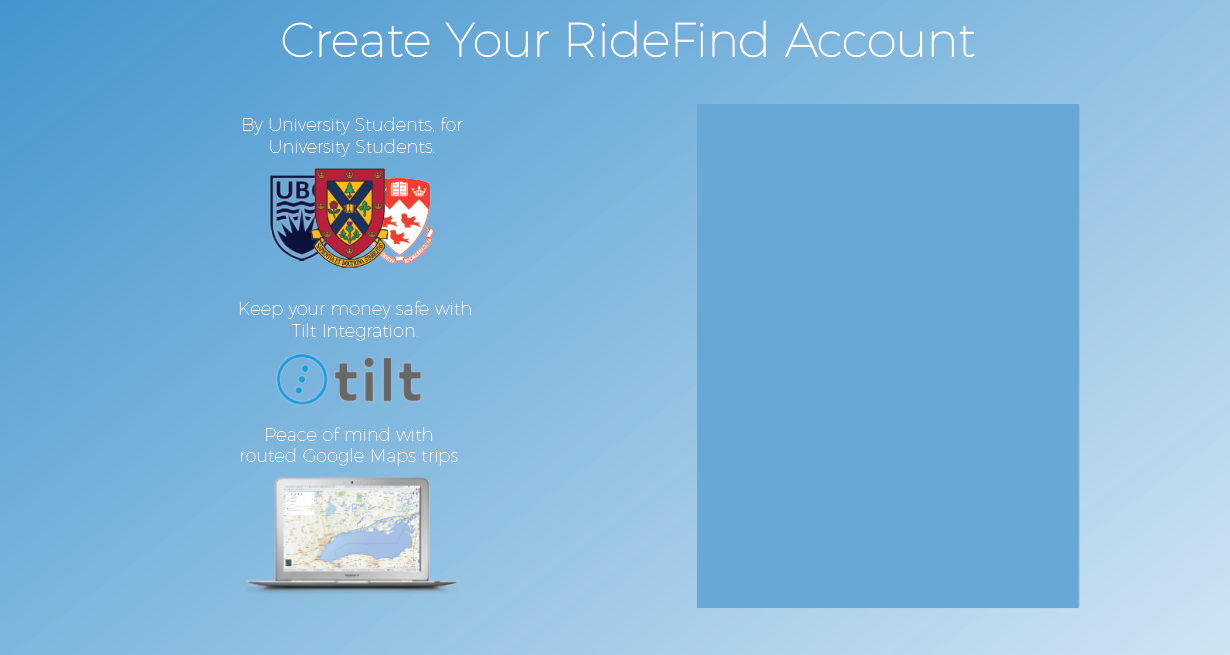 Create Your RideFind Account
By University Students, for
University Students.
UBC
Keep your money safe with
Tilt Integration.
tilt
Peace of mind with
routed Google Maps trips